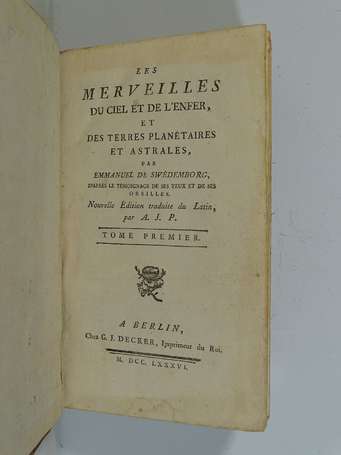 LES
MERVEILLES
DU CIEL ET DE L'ENFER,
ET
DES TERRES PLANÉTAIRES
ET ASTRALES,
PAR
EMMANUEL DE SWÉDEMBORG,
D'APRÈS LE TÉMOIGNAGE DE SES YEUX ET DE SES
OREILLES.
Nouvelle Édition traduite du Latin,
par A. J. P.
TOME PREMIER.
A BERLIN,
Chez G. J. DECKER, Imprimeur du Roi.
M. DCC. LXXXVI.